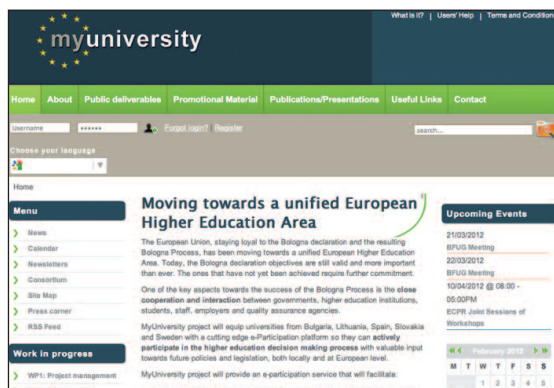 What is it? | Users' Help | Terms and Condition
myuniversity
Home About Public deliverables Promotional Material Publications/Presentations Useful Links Contact
username •••••• Forgot login? | Register search...
Choose your language
Home
Menu
News
Calendar
Newsletters
Consortium
Site Map
Press corner
RSS Feed
Work in progress
WP1: Project management
Moving towards a unified European
Higher Education Area
The European Union, staying loyal to the Bologna declaration and the resulting
Bologna Process, has been moving towards a unified European Higher Education
Area. Today, the Bologna declaration objectives are still valid and more important
than ever. The ones that have not yet been achieved require further commitment.
One of the key aspects towards the success of the Bologna Process is the close
cooperation and interaction between governments, higher education institutions,
students, staff, employers and quality assurance agencies.
MyUniversity project will equip universities from Bulgaria, Lithuania, Spain, Slovakia
and Sweden with a cutting edge e-Participation platform so they can actively
participate in the higher education decision making process with valuable input
towards future policies and legislation, both locally and at European level.
MyUniversity project will provide an e-participation service that will facilitate:
Upcoming Events
21/03/2012
BFUG Meeting
22/03/2012
BFUG Meeting
10/04/2012 @ 08:00 -
05:00PM
ECPR Joint Sessions of
Workshops
February 2012
M T W T F S S
1 2 3 4 5